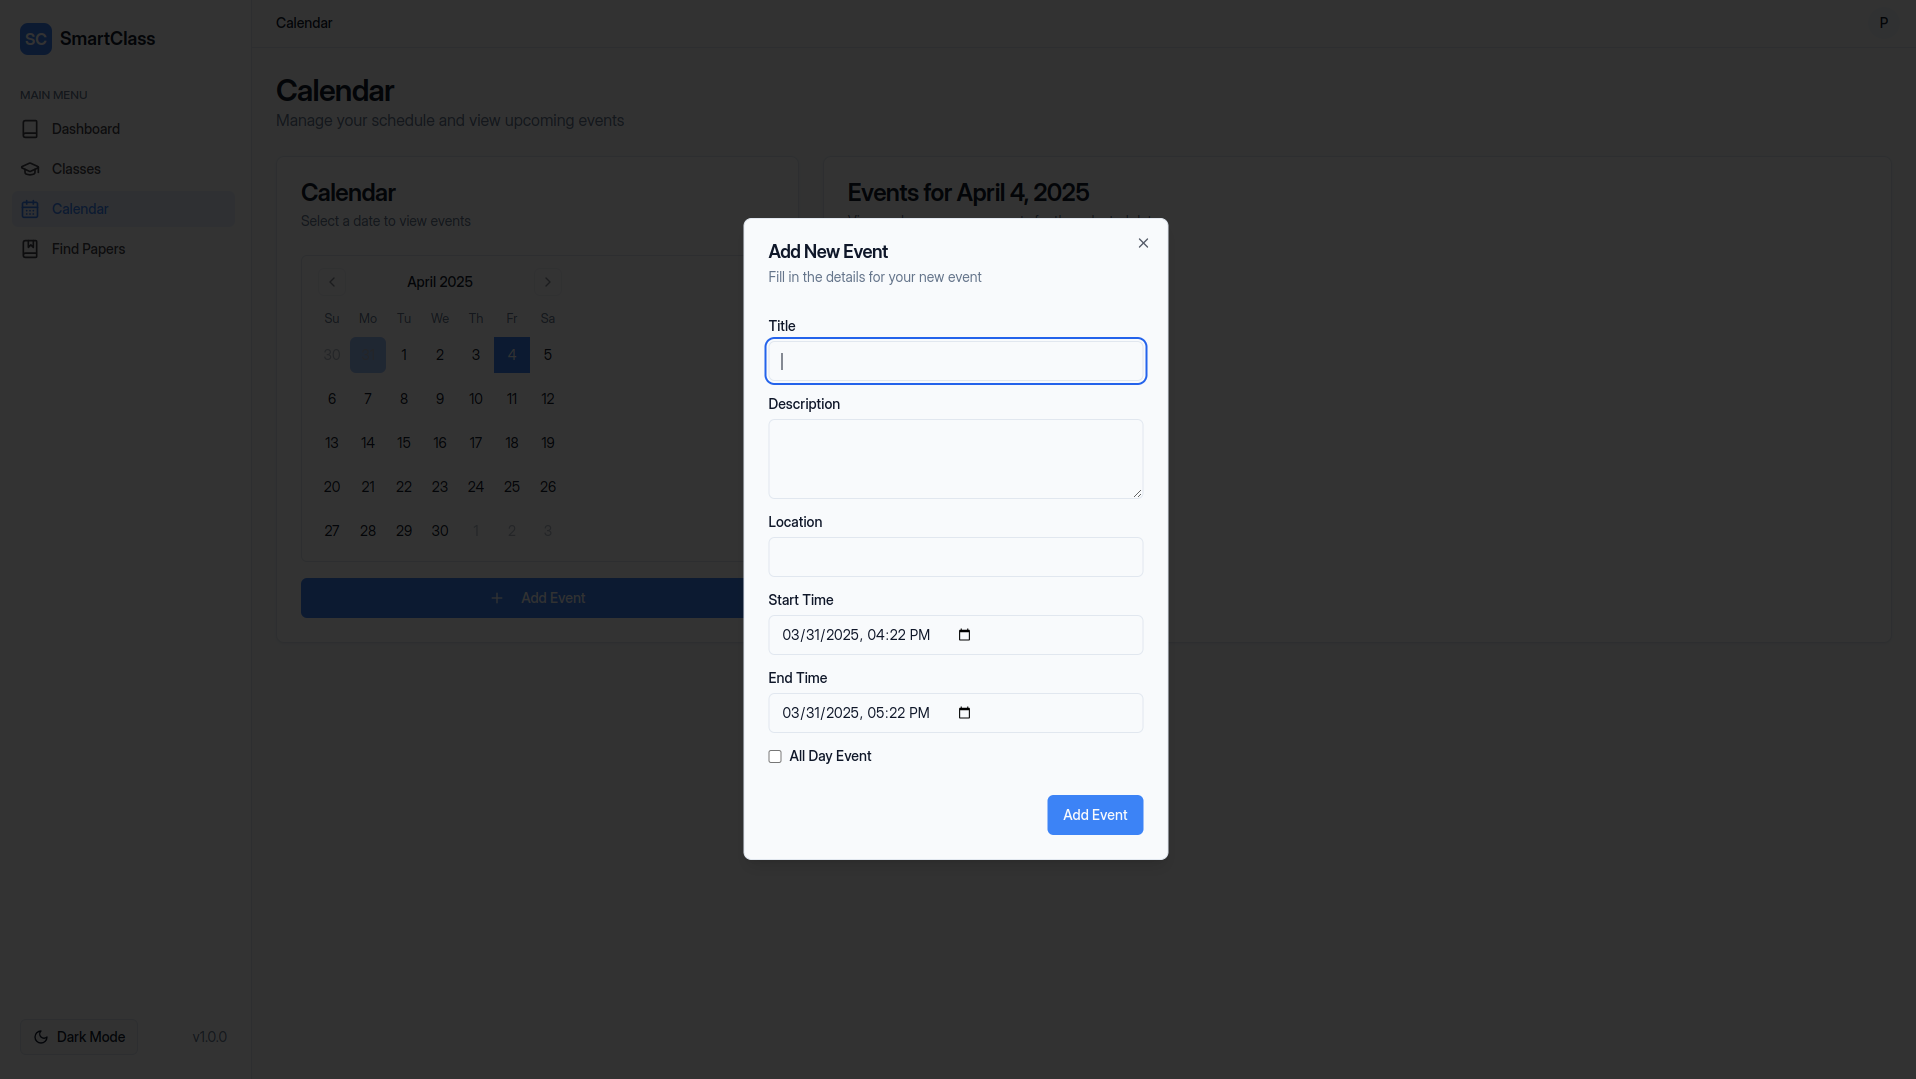 SC SmartClass
MAIN MENU
Dashboard
Classes
Calendar
Find Papers
Dark Mode
v1.0.0
Calendar
P
Calendar
Manage your schedule and view upcoming events
Calendar
Select a date to view events
April 2025
Su Mo Tu We Th Fr Sa
30 1 2 3 4 5
6 7 8 9 10 11 12
13 14 15 16 17 18 19
20 21 22 23 24 25 26
27 28 29 30 1 2 3
Add Event
Events for April 4, 2025
Add New Event
Fill in the details for your new event
Title
Description
Location
Start Time
03/31/2025, 04:22 PM
End Time
03/31/2025, 05:22 PM
All Day Event
Add Event